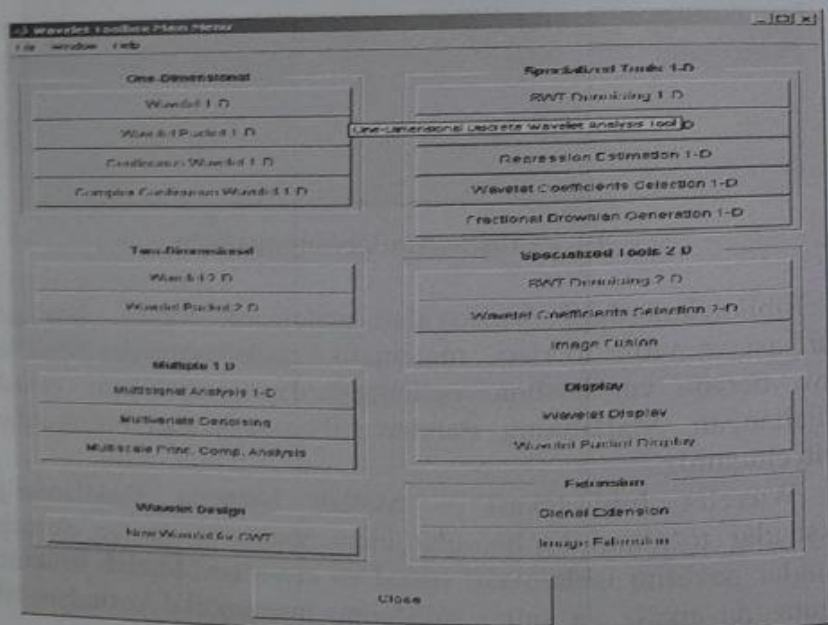 Wavelet Toolbox Main Menu
File Window Help
One-Dimensional
Wavelet 1-D
Wavelet Packet 1-D
Continuous Wavelet 1-D
Complex Continuous Wavelet 1-D
Two-Dimensional
Wavelet 2-D
Wavelet Packet 2-D
Multiple 1-D
Multisignal Analysis 1-D
Multivariate Denoising
Multiscale Princ. Comp. Analysis
Wavelet Design
New Wavelet for CWT
Specialized Tools 1-D
SWT Denoising 1-D
One-Dimensional Discrete Wavelet Analysis Tool
Regression Estimation 1-D
Wavelet Coefficients Selection 1-D
Fractional Brownian Generation 1-D
Specialized Tools 2-D
SWT Denoising 2-D
Wavelet Coefficients Selection 2-D
Image Fusion
Display
Wavelet Display
Wavelet Packet Display
Extension
Signal Extension
Image Extension
Close